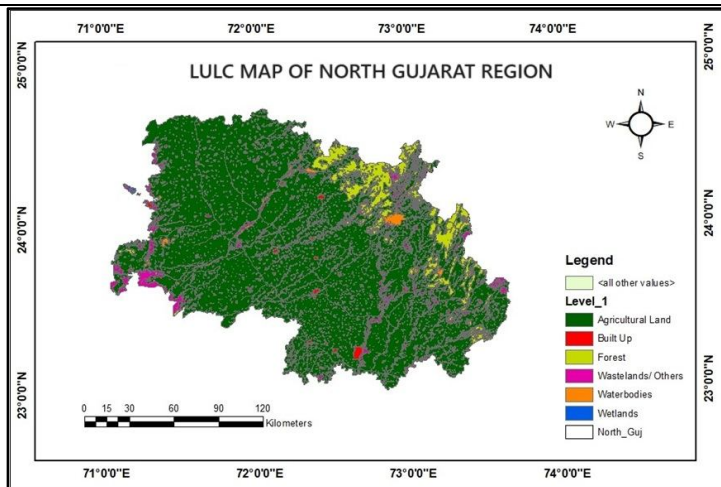 71°0'0"E 72°0'0"E 73°0'0"E 74°0'0"E
25°0'0"N 25°0'0"N
LULC MAP OF NORTH GUJARAT REGION
N
W E
S
24°0'0"N 24°0'0"N
Legend
<all other values>
Level_1
Agricultural Land
Built Up
Forest
Wastelands/ Others
Waterbodies
Wetlands
North_Guj
23°0'0"N 23°0'0"N
0 15 30 60 90 120
Kilometers
71°0'0"E 72°0'0"E 73°0'0"E 74°0'0"E